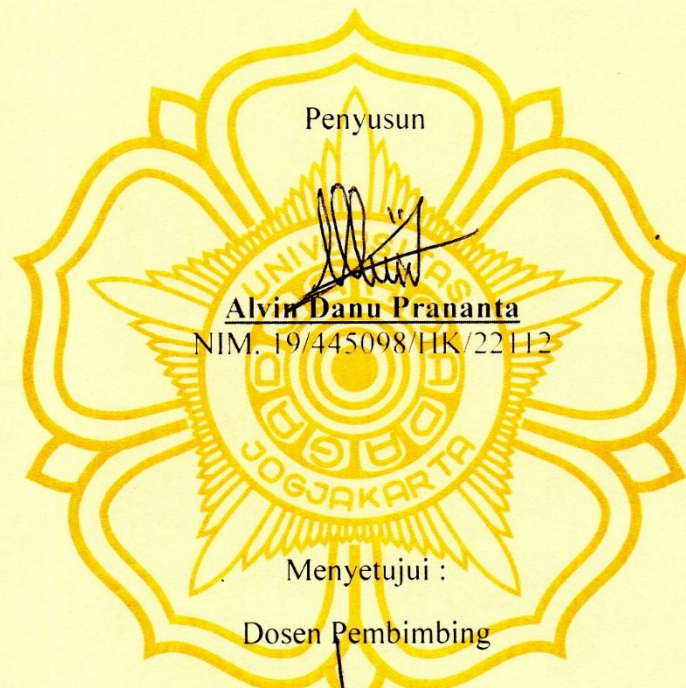 Penyusun
Alvin Danu Prananta
NIM. 19/445098/HK/22112
UNIVERSITAS
GADJAH MADA
JOGJAKARTA
Menyetujui :
Dosen Pembimbing